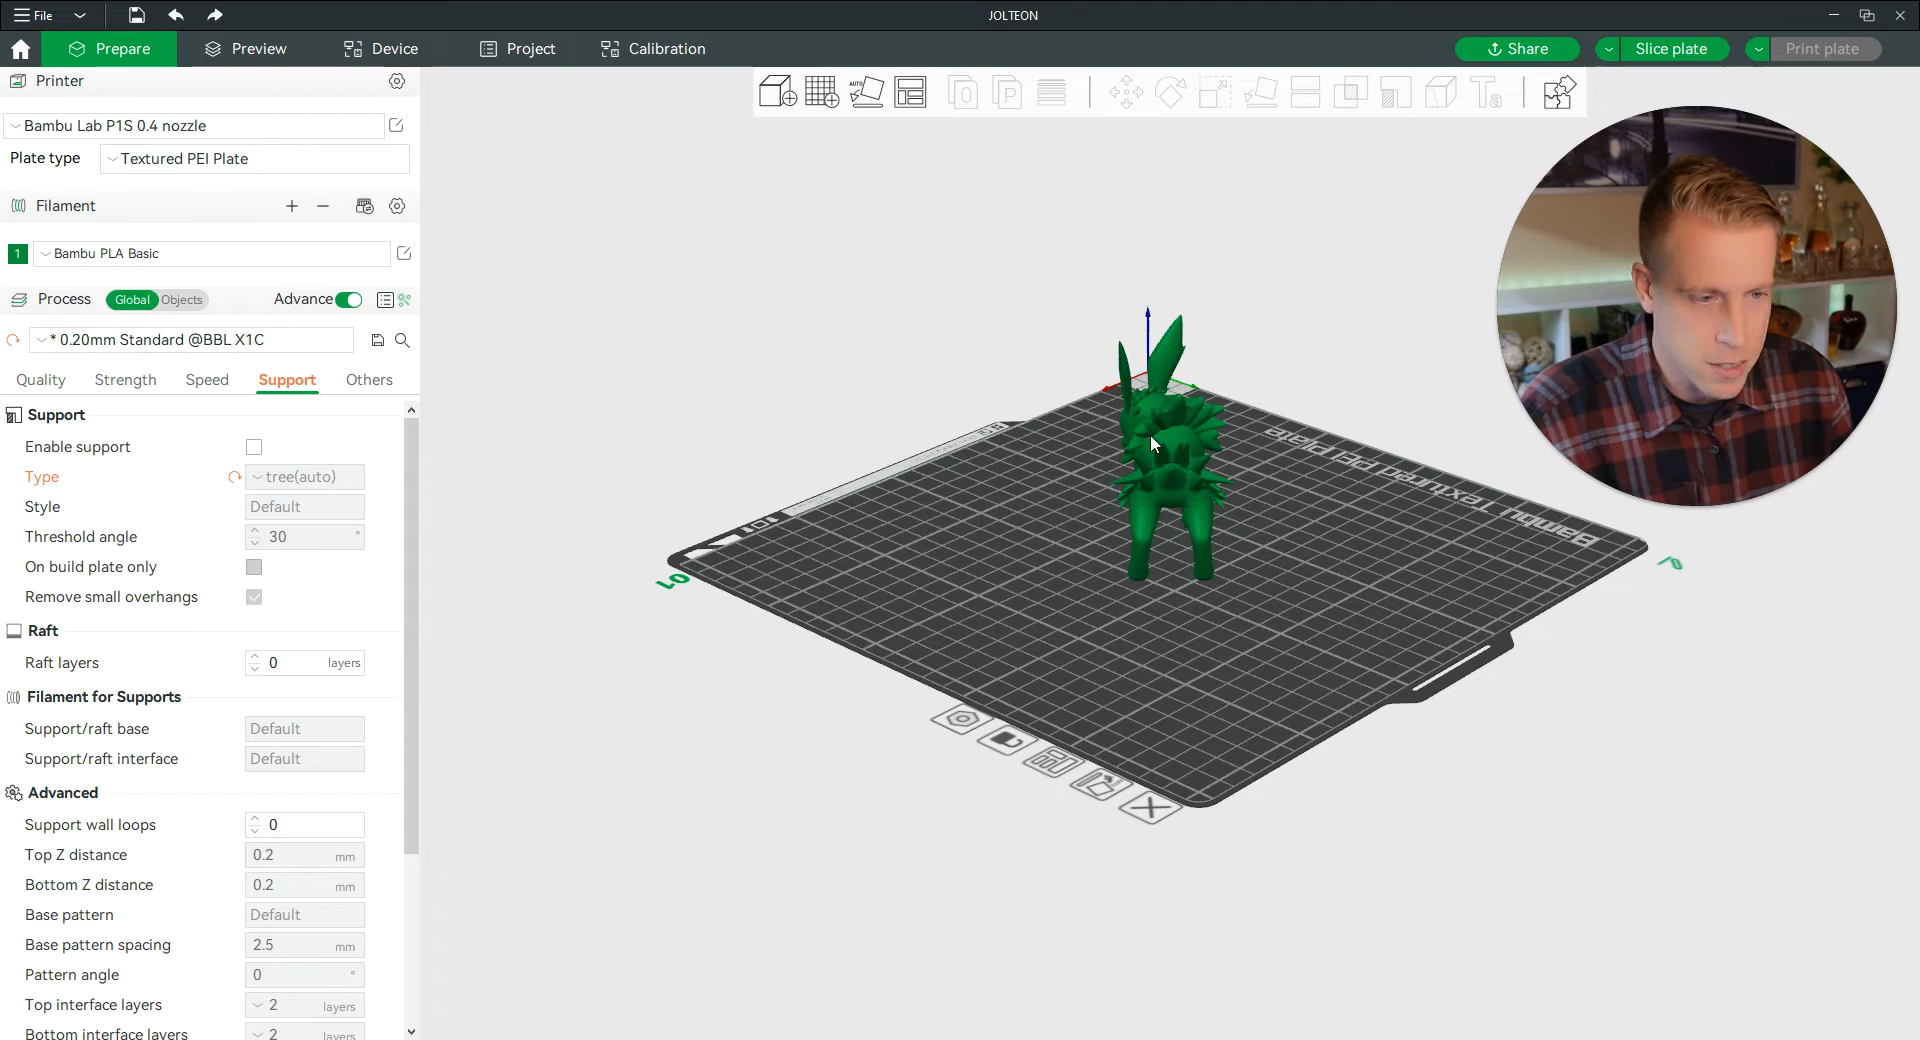 File
JOLTEON
Prepare
Preview
Device
Project
Calibration
Share
Slice plate
Print plate
Printer
Bambu Lab P1S 0.4 nozzle
Plate type
Textured PEI Plate
Filament
1
Bambu PLA Basic
Process
Global
Objects
Advance
* 0.20mm Standard @BBL X1C
Quality
Strength
Speed
Support
Others
Support
Enable support
Type
tree(auto)
Style
Default
Threshold angle
30 °
On build plate only
Remove small overhangs
Raft
Raft layers
0 layers
Filament for Supports
Support/raft base
Default
Support/raft interface
Default
Advanced
Support wall loops
0
Top Z distance
0.2 mm
Bottom Z distance
0.2 mm
Base pattern
Default
Base pattern spacing
2.5 mm
Pattern angle
0 °
Top interface layers
2 layers
Bottom interface layers
2 layers
AUTO
0
P
Ta
Bambu Textured PEI Plate
01